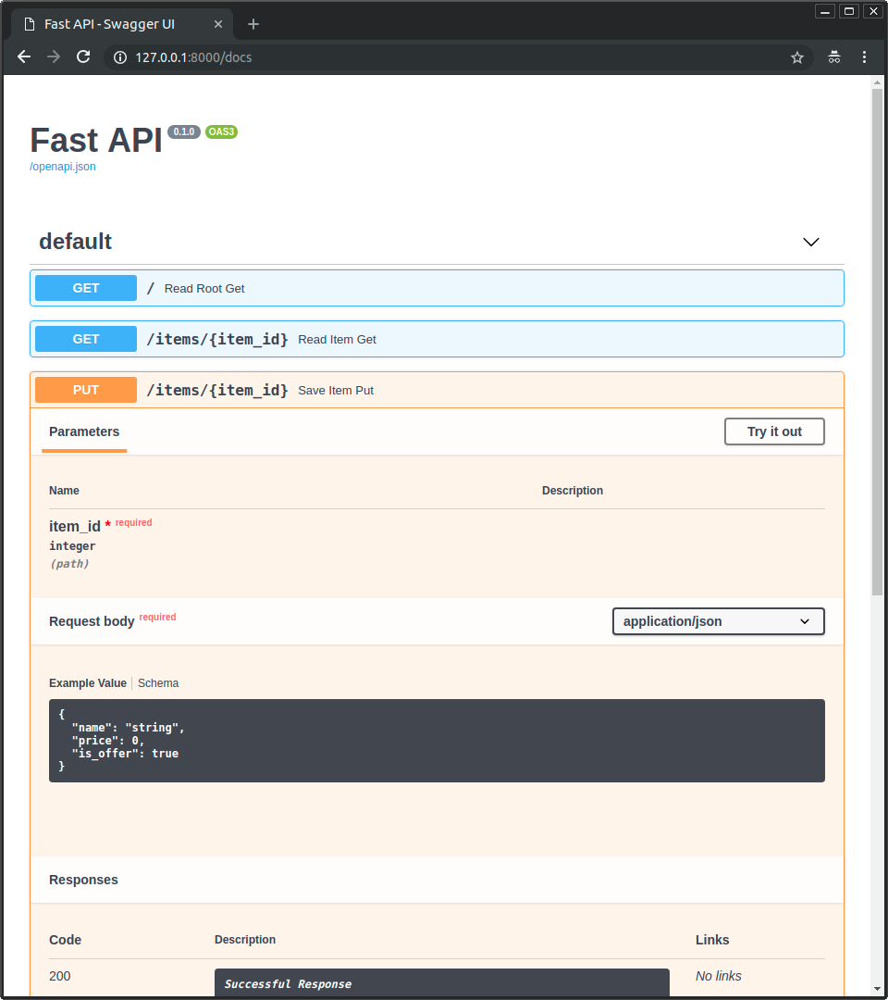 Fast API - Swagger UI
127.0.0.1:8000/docs
Fast API 0.1.0 OAS3
/openapi.json
default
GET / Read Root Get
GET /items/{item_id} Read Item Get
PUT /items/{item_id} Save Item Put
Parameters Try it out
Name Description
item_id * required
integer
(path)
Request body required application/json
Example Value Schema
{
"name": "string",
"price": 0,
"is_offer": true
}
Responses
Code Description Links
200 Successful Response No links